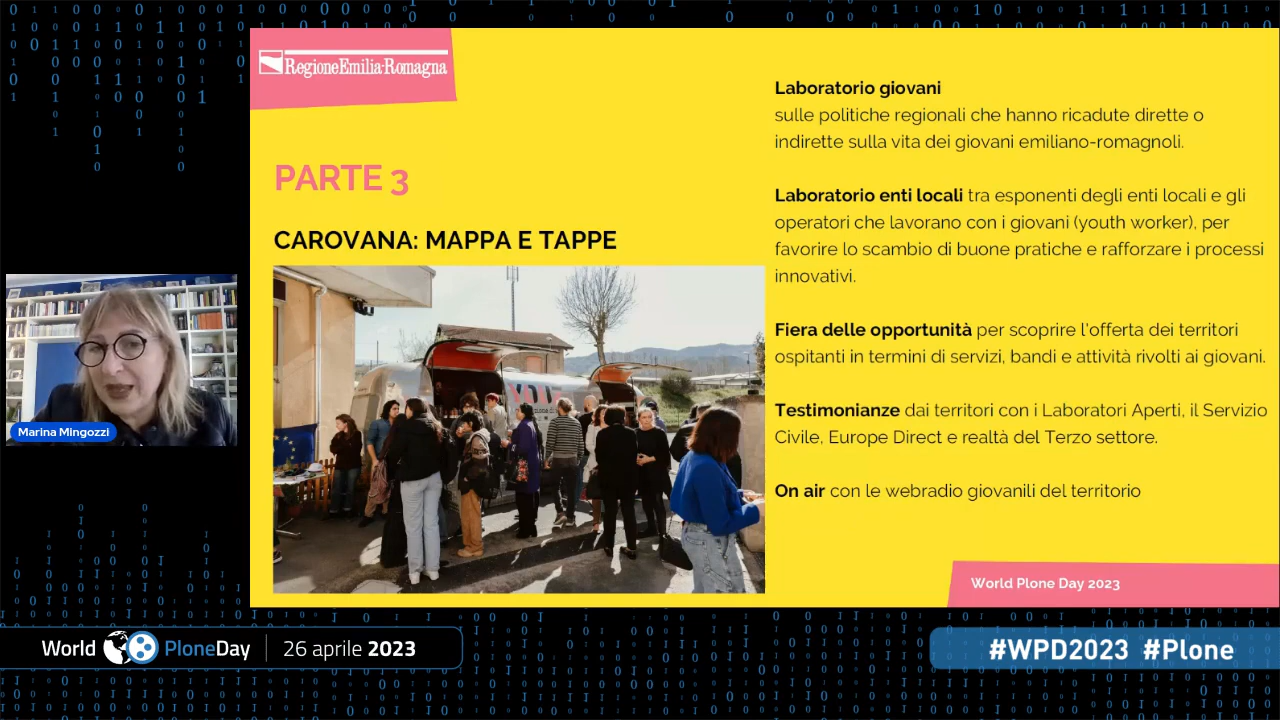 RegioneEmilia-Romagna
PARTE 3
CAROVANA: MAPPA E TAPPE
Laboratorio giovani
sulle politiche regionali che hanno ricadute dirette o
indirette sulla vita dei giovani emiliano-romagnoli.
Laboratorio enti locali tra esponenti degli enti locali e gli
operatori che lavorano con i giovani (youth worker), per
favorire lo scambio di buone pratiche e rafforzare i processi
innovativi.
Fiera delle opportunità per scoprire l'offerta dei territori
ospitanti in termini di servizi, bandi e attività rivolti ai giovani.
Testimonianze dai territori con i Laboratori Aperti, il Servizio
Civile, Europe Direct e realtà del Terzo settore.
On air con le webradio giovanili del territorio
World Plone Day 2023
Marina Mingozzi
World PloneDay | 26 aprile 2023
#WPD2023 #Plone